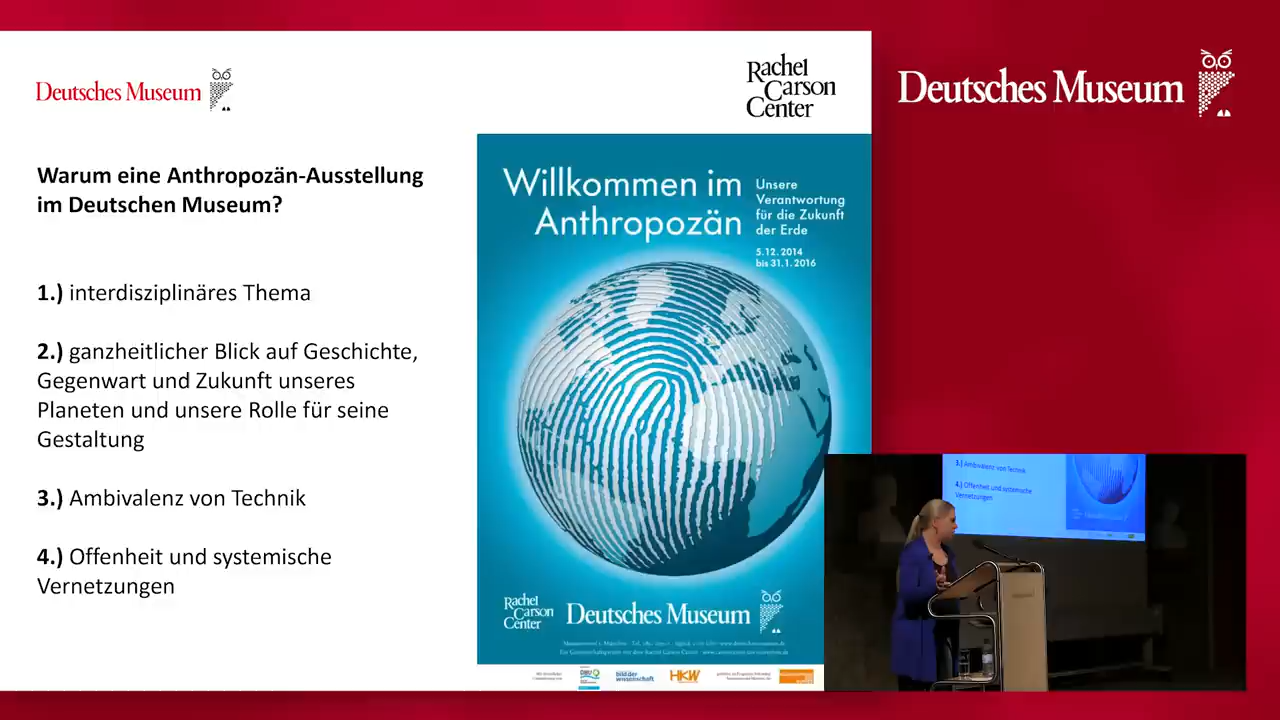 Deutsches Museum
Rachel
Carson
Center
Deutsches Museum
Warum eine Anthropozän-Ausstellung
im Deutschen Museum?
1.) interdisziplinäres Thema
2.) ganzheitlicher Blick auf Geschichte,
Gegenwart und Zukunft unseres
Planeten und unsere Rolle für seine
Gestaltung
3.) Ambivalenz von Technik
4.) Offenheit und systemische
Vernetzungen
Willkommen im
Anthropozän
Unsere
Verantwortung
für die Zukunft
der Erde
5.12.2014
bis 31.1.2016
Rachel
Carson
Center
Deutsches Museum
bild der
wissenschaft
HKW
3.) Ambivalenz von Technik
4.) Offenheit und systemische
Vernetzungen